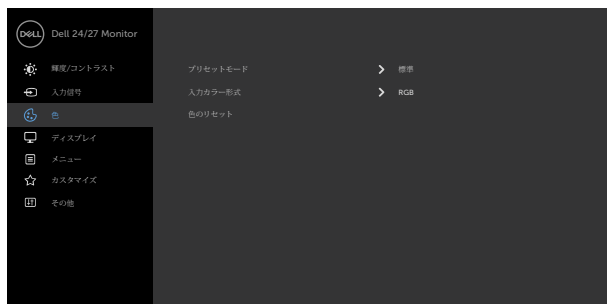 DELL Dell 24/27 Monitor
輝度/コントラスト プリセットモード 標準
入力信号 入力カラー形式 RGB
色 色のリセット
ディスプレイ
メニュー
カスタマイズ
その他